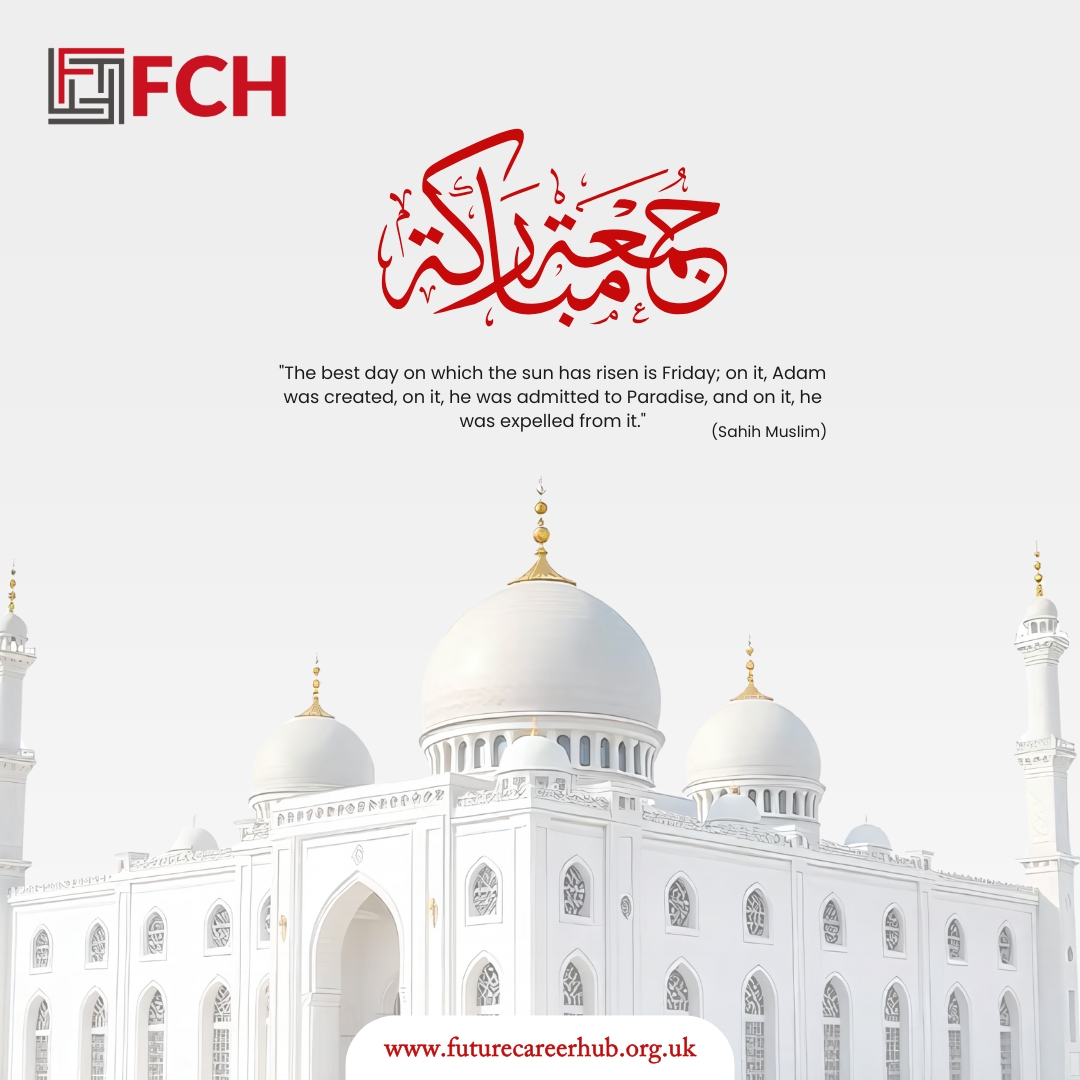 FCH
جُمُعَة مباركة
"The best day on which the sun has risen is Friday; on it, Adam
was created, on it, he was admitted to Paradise, and on it, he
was expelled from it."
(Sahih Muslim)
www.futurecareerhub.org.uk